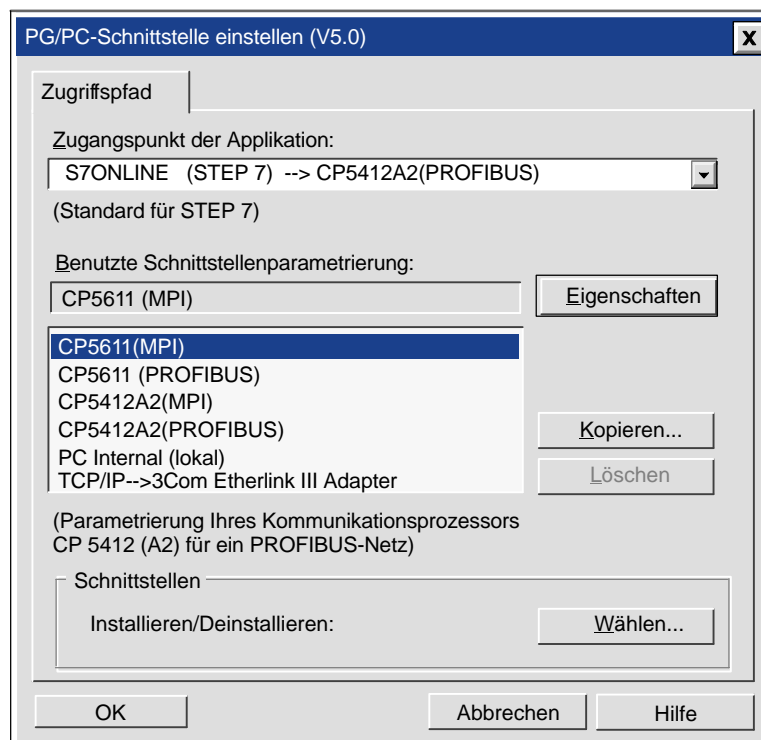 PG/PC-Schnittstelle einstellen (V5.0)
X
Zugriffspfad
Zugangspunkt der Applikation:
S7ONLINE (STEP 7) --> CP5412A2(PROFIBUS)
(Standard für STEP 7)
Benutzte Schnittstellenparametrierung:
CP5611 (MPI)
Eigenschaften
CP5611(MPI)
CP5611 (PROFIBUS)
CP5412A2(MPI)
CP5412A2(PROFIBUS)
PC Internal (lokal)
TCP/IP-->3Com Etherlink III Adapter
Kopieren...
Löschen
(Parametrierung Ihres Kommunikationsprozessors
CP 5412 (A2) für ein PROFIBUS-Netz)
Schnittstellen
Installieren/Deinstallieren:
Wählen...
OK
Abbrechen
Hilfe